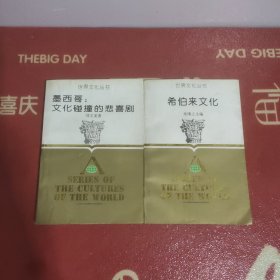 THEBIG DAY
THEBIG DAY
喜庆
世界文化丛书
墨西哥：
文化碰撞的悲喜剧
A
SERIES OF
THE CULTURES
OF THE WORLD
世界文化丛书
希伯来文化
A
SERIES OF
THE CULTURES
OF THE WORLD